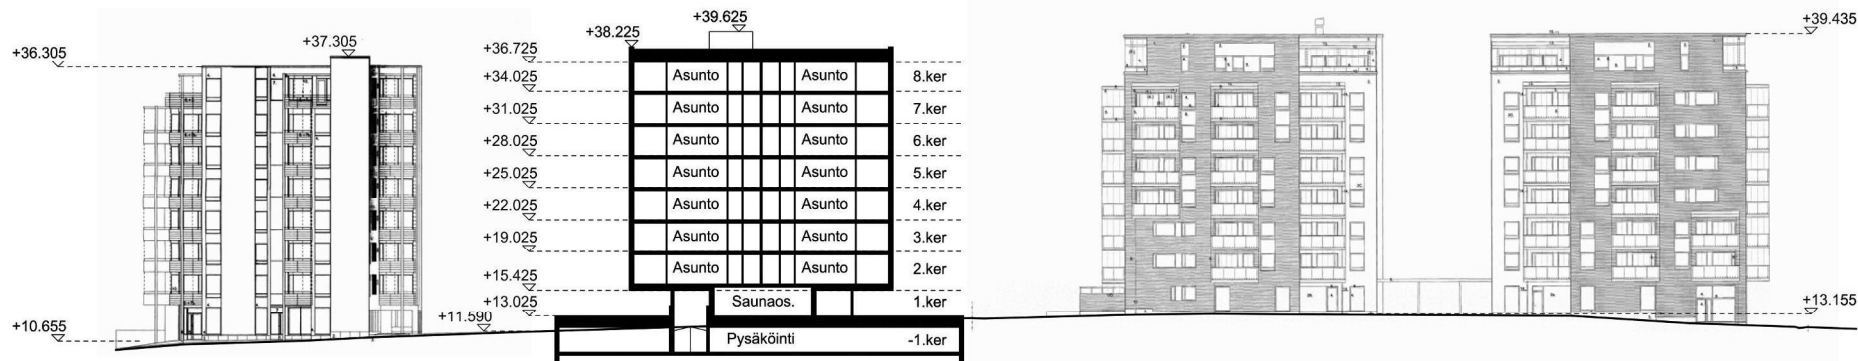 +36.305
+37.305
+10.655
+39.625
+38.225
+36.725
+34.025 Asunto Asunto 8.ker
+31.025 Asunto Asunto 7.ker
+28.025 Asunto Asunto 6.ker
+25.025 Asunto Asunto 5.ker
+22.025 Asunto Asunto 4.ker
+19.025 Asunto Asunto 3.ker
+15.425 Asunto Asunto 2.ker
+13.025 Saunaos. 1.ker
+11.590
Pysäköinti -1.ker
+39.435
+13.155